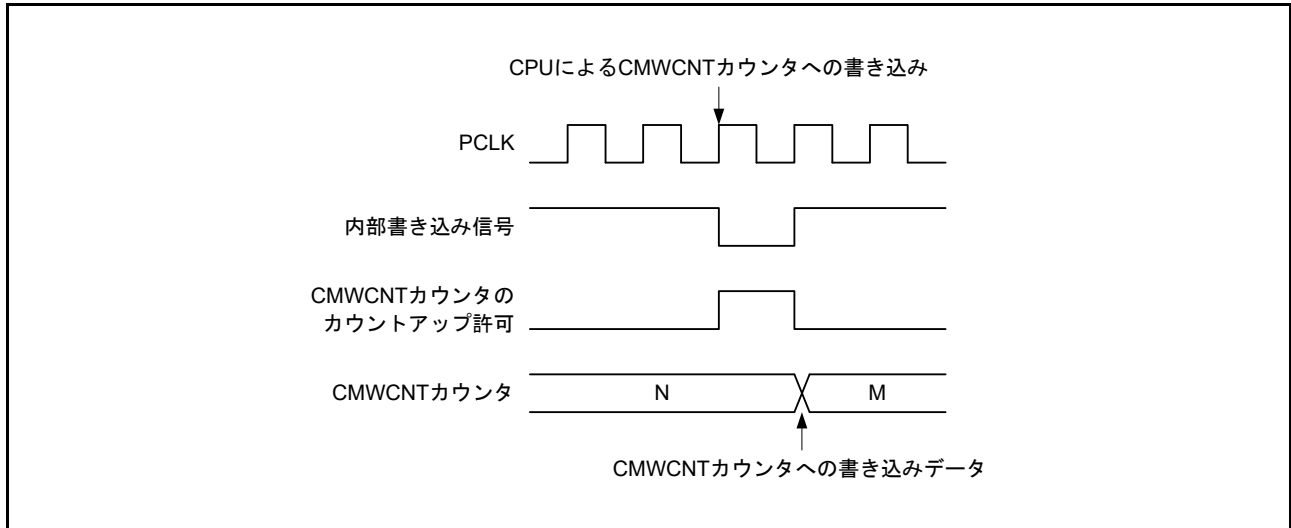 CPUによるCMWCNTカウンタへの書き込み
PCLK
内部書き込み信号
CMWCNTカウンタの
カウントアップ許可
CMWCNTカウンタ
N
M
CMWCNTカウンタへの書き込みデータ